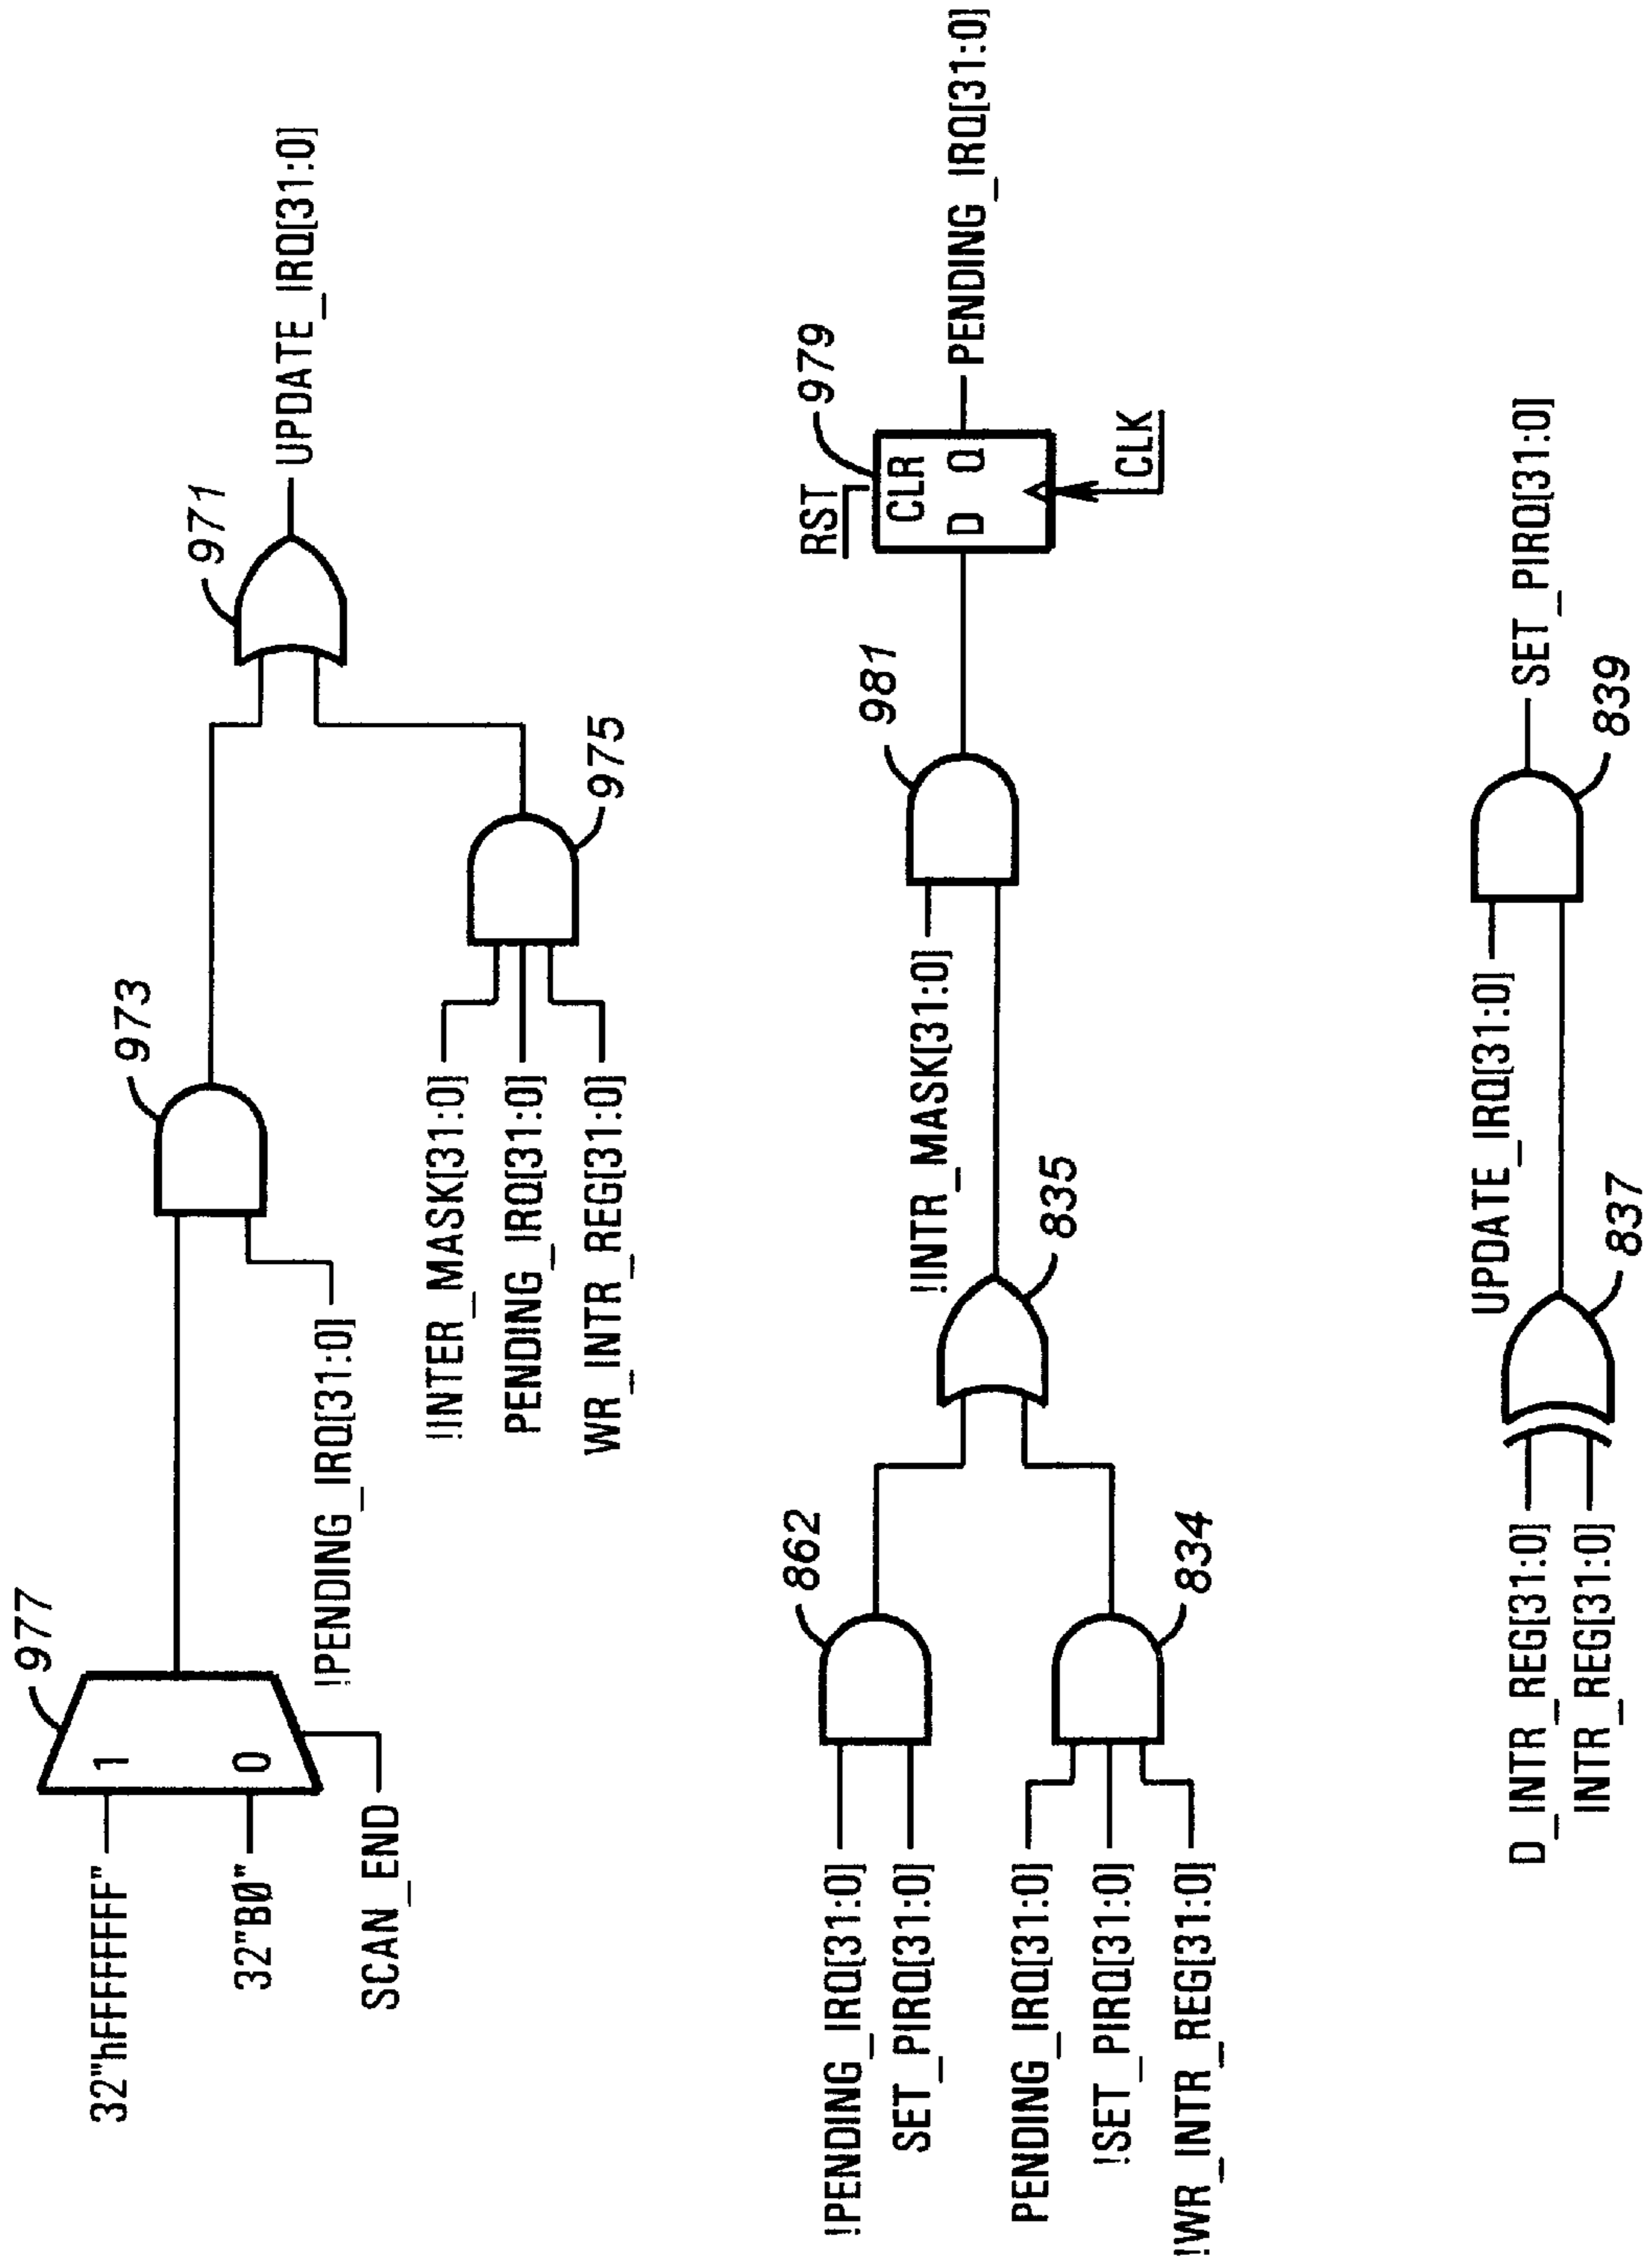 977
32"hFFFFFFFF"
1
32"BØ"
0
SCAN_END
!PENDING_IRQ[31:0]
973
!INTER_MASK[31:0]
PENDING_IRQ[31:0]
WR_INTR_REG[31:0]
975
971
UPDATE_IRQ[31:0]
!PENDING_IRQ[31:0]
SET_PIRQ[31:0]
862
PENDING_IRQ[31:0]
!SET_PIRQ[31:0]
!WR_INTR_REG[31:0]
834
835
!INTR_MASK[31:0]
981
RST
979
CLR
D Q
CLK
PENDING_IRQ[31:0]
D_INTR_REG[31:0]
INTR_REG[31:0]
837
UPDATE_IRQ[31:0]
839
SET_PIRQ[31:0]